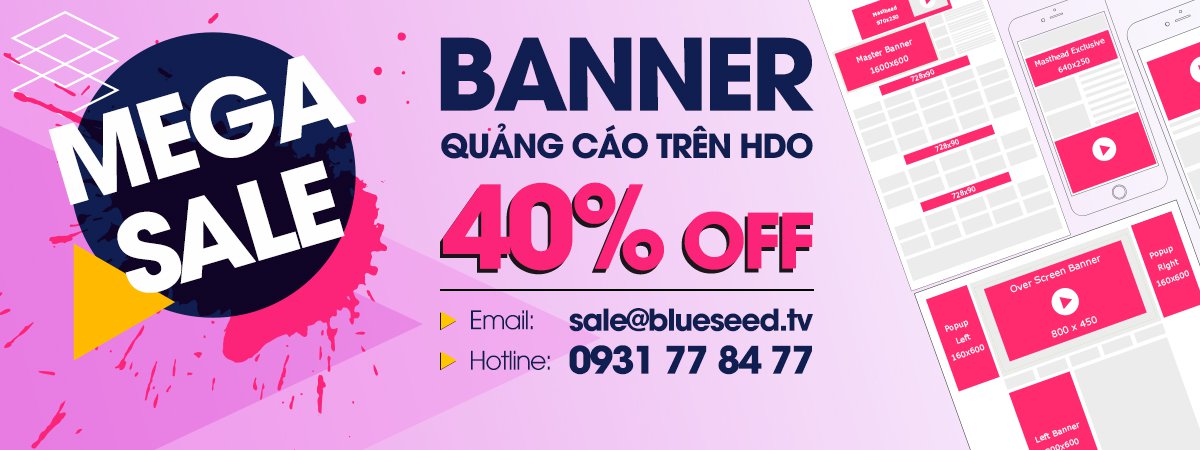 MEGA
SALE
BANNER
QUẢNG CÁO TRÊN HDO
40% OFF
Email: sale@blueseed.tv
Hotline: 0931 77 84 77
Masthead
970x250
Master Banner
1600x600
728x90
728x90
728x90
Masthead Exclusive
640x250
Popup
Left
160x600
Over Screen Banner
800 x 450
Popup
Right
160x600
Left Banner